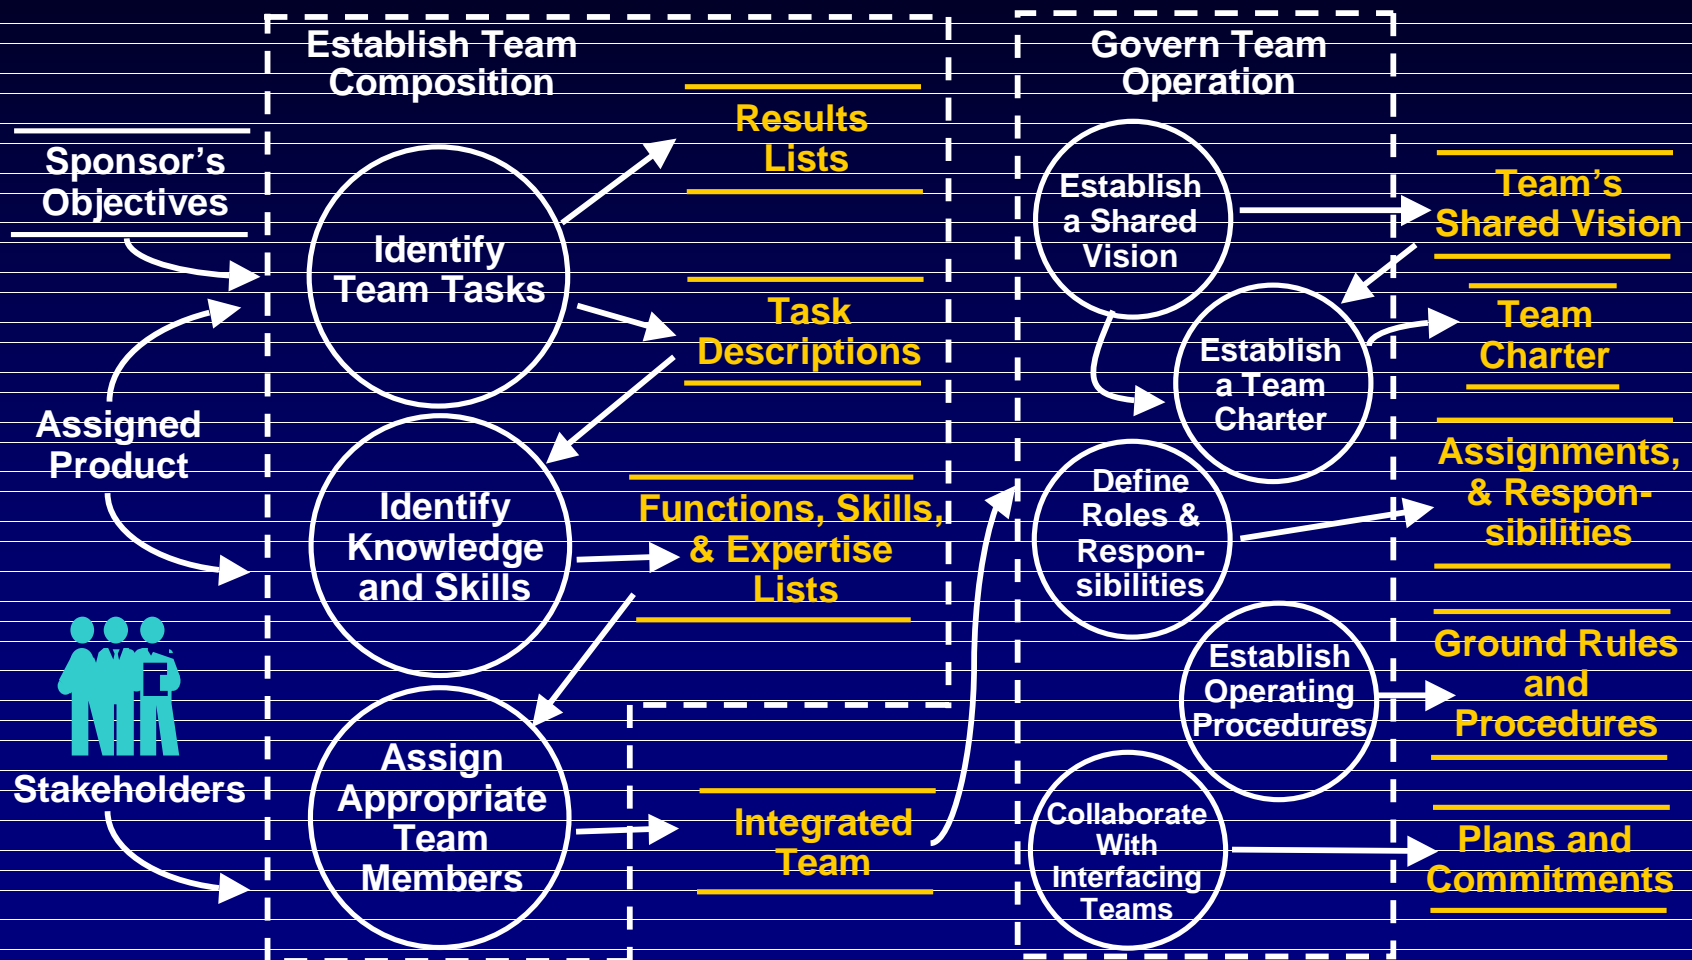 Establish Team
Composition
Sponsor’s
Objectives
Assigned
Product
Stakeholders
Identify
Team Tasks
Results
Lists
Task
Descriptions
Identify
Knowledge
and Skills
Functions, Skills,
& Expertise
Lists
Assign
Appropriate
Team
Members
Integrated
Team
Govern Team
Operation
Establish
a Shared
Vision
Team’s
Shared Vision
Establish
a Team
Charter
Team
Charter
Define
Roles &
Respon-
sibilities
Assignments,
& Respon-
sibilities
Establish
Operating
Procedures
Ground Rules
and
Procedures
Collaborate
With
Interfacing
Teams
Plans and
Commitments